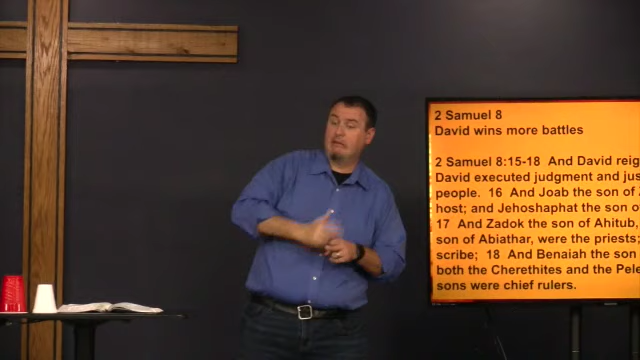 2 Samuel 8
David wins more battles
2 Samuel 8:15-18 And David reig
David executed judgment and jus
people. 16 And Joab the son of Z
host; and Jehoshaphat the son of
17 And Zadok the son of Ahitub,
son of Abiathar, were the priests;
scribe; 18 And Benaiah the son
both the Cherethites and the Pele
sons were chief rulers.